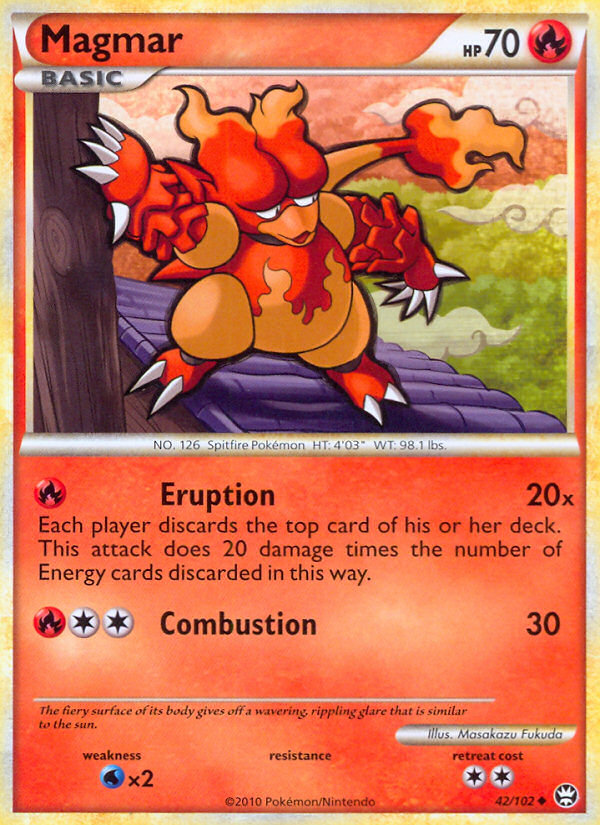 Magmar
HP 70
BASIC
NO. 126 Spitfire Pokémon HT: 4'03" WT: 98.1 lbs.
Eruption 20x
Each player discards the top card of his or her deck.
This attack does 20 damage times the number of
Energy cards discarded in this way.
Combustion 30
The fiery surface of its body gives off a wavering, rippling glare that is similar
to the sun.
Illus. Masakazu Fukuda
weakness resistance retreat cost
×2
©2010 Pokémon/Nintendo 42/102